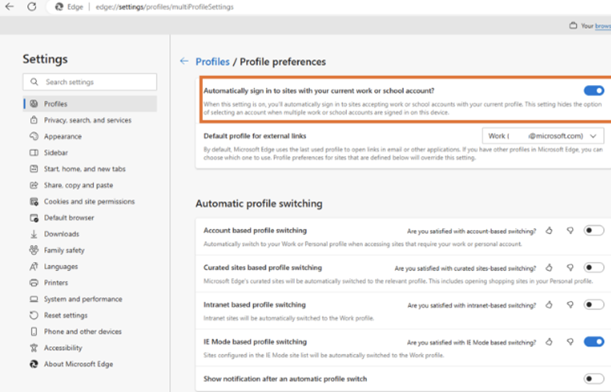 Edge | edge://settings/profiles/multiProfileSettings
Your brows
Settings
Search settings
Profiles
Privacy, search, and services
Appearance
Sidebar
Start, home, and new tabs
Share, copy and paste
Cookies and site permissions
Default browser
Downloads
Family safety
Languages
Printers
System and performance
Reset settings
Phone and other devices
Accessibility
About Microsoft Edge
Profiles / Profile preferences
Automatically sign in to sites with your current work or school account?
When this setting is on, you'll automatically sign in to sites accepting work or school accounts with your current profile. This setting hides the option
of selecting an account when multiple work or school accounts are signed in on this device.
Default profile for external links
Work ( @microsoft.com)
By default, Microsoft Edge uses the last used profile to open links in email or other applications. If you have other profiles in Microsoft Edge, you can
choose which one to use. Profile preferences for sites that are defined below will override this setting.
Automatic profile switching
Account based profile switching
Are you satisfied with account-based switching?
Automatically switch to your Work or Personal profile when accessing sites that require your work or personal account.
Curated sites based profile switching
Are you satisfied with curated sites-based switching?
Microsoft Edge's curated sites will be automatically switched to the relevant profile. This includes opening shopping sites in your Personal profile.
Intranet based profile switching
Are you satisfied with intranet-based switching?
Intranet sites will be automatically switched to the Work profile.
IE Mode based profile switching
Are you satisfied with IE Mode based switching?
Sites configured in the IE Mode site list will be automatically switched to the Work profile.
Show notification after an automatic profile switch